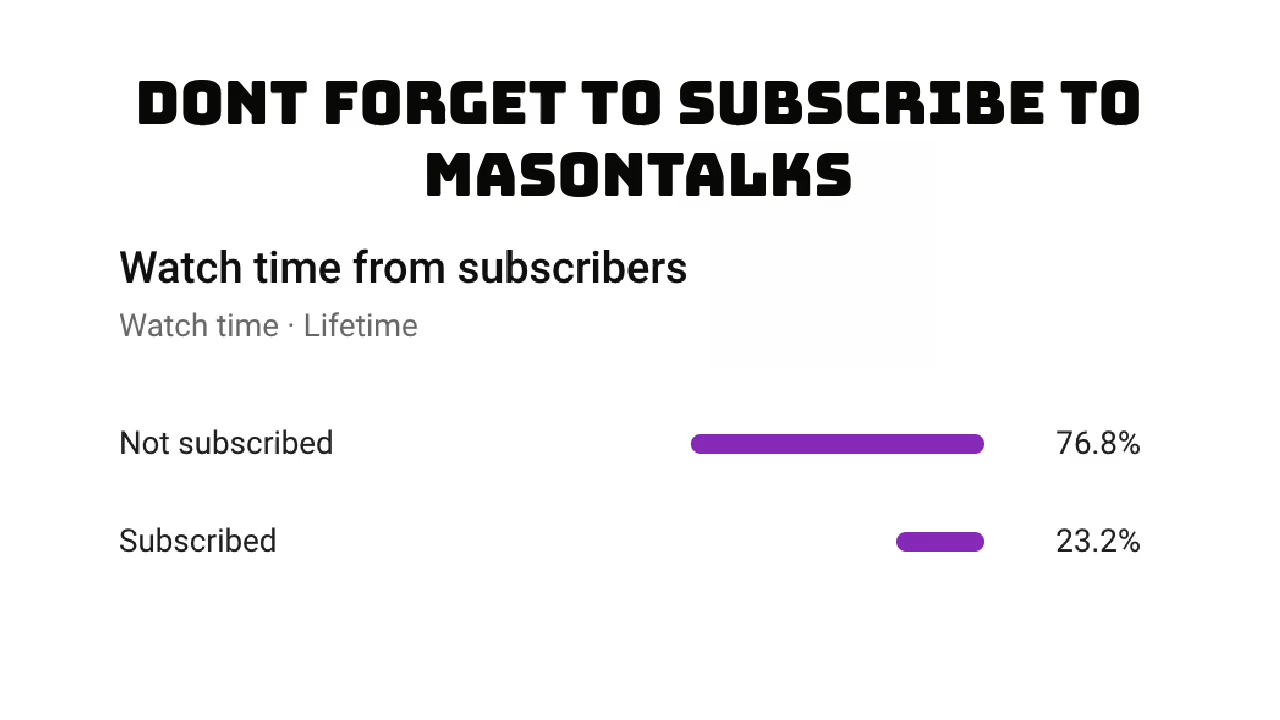 DONT FORGET TO SUBSCRIBE TO
MASONTALKS
Watch time from subscribers
Watch time · Lifetime
Not subscribed 76.8%
Subscribed 23.2%